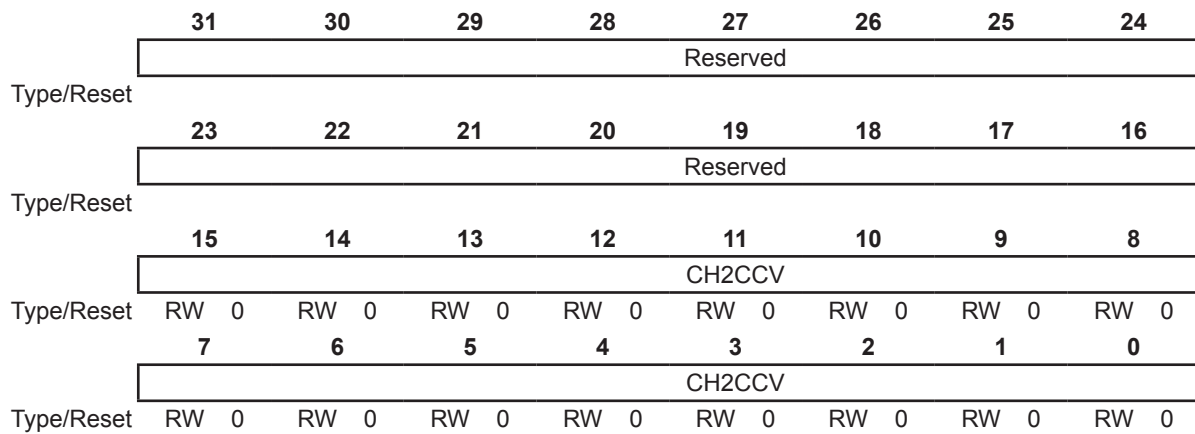 31 30 29 28 27 26 25 24
Reserved
Type/Reset
23 22 21 20 19 18 17 16
Reserved
Type/Reset
15 14 13 12 11 10 9 8
CH2CCV
Type/Reset RW 0 RW 0 RW 0 RW 0 RW 0 RW 0 RW 0 RW 0
7 6 5 4 3 2 1 0
CH2CCV
Type/Reset RW 0 RW 0 RW 0 RW 0 RW 0 RW 0 RW 0 RW 0